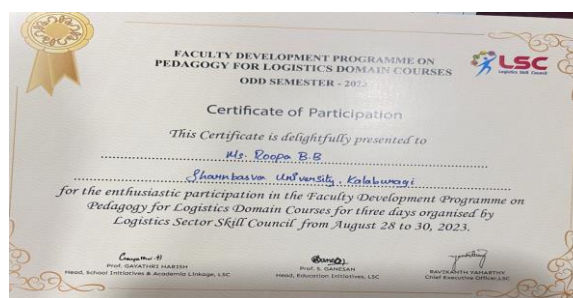 FACULTY DEVELOPMENT PROGRAMME ON
PEDAGOGY FOR LOGISTICS DOMAIN COURSES
ODD SEMESTER - 2023
LSC
Logistics Skill Council
Certificate of Participation
This Certificate is delightfully presented to
Ms. Roopa B.B
Sharnbasva University, Kalaburagi
for the enthusiastic participation in the Faculty Development Programme on
Pedagogy for Logistics Domain Courses for three days organised by
Logistics Sector Skill Council from August 28 to 30, 2023.
Prof. GAYATHRI HARISH
Head, School Initiatives & Academia Linkage, LSC
Prof. S. GANESAN
Head, Education Initiatives, LSC
RAVIKANTH YAMARTHY
Chief Executive Officer, LSC